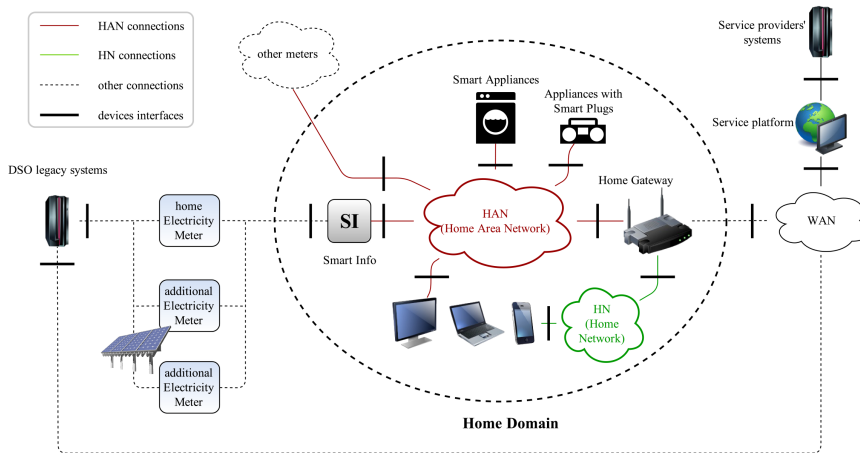 HAN connections
HN connections
other connections
devices interfaces
other meters
Service providers'
systems
Smart Appliances
Appliances with
Smart Plugs
Service platform
DSO legacy systems
Home Gateway
home
Electricity
Meter
SI
HAN
(Home Area Network)
WAN
Smart Info
additional
Electricity
Meter
HN
(Home
Network)
additional
Electricity
Meter
Home Domain